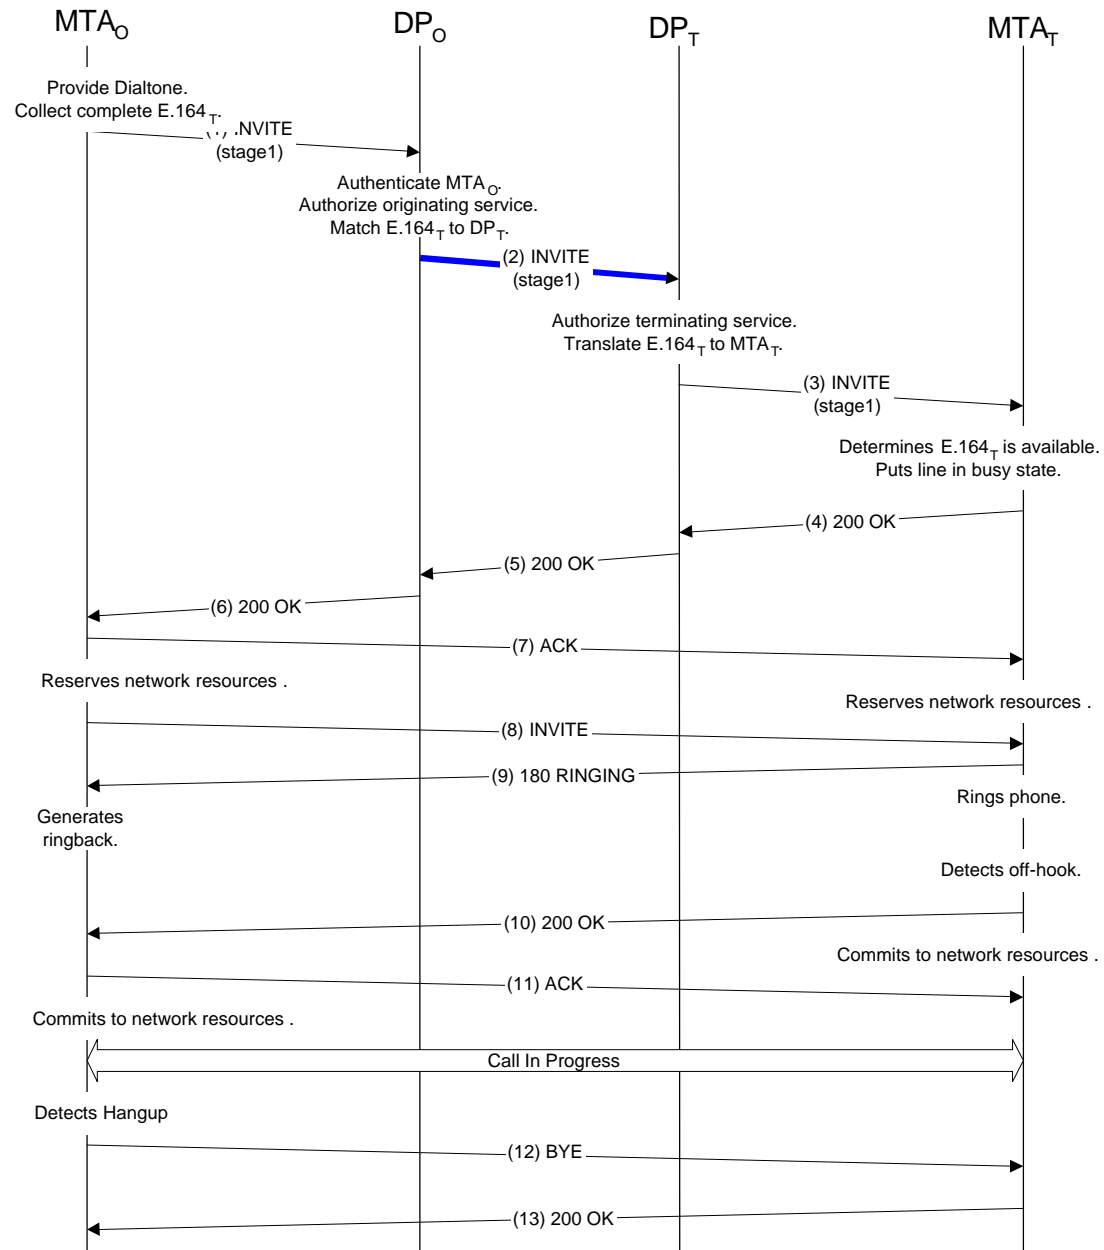 MTAO DPO DPT MTAT
Provide Dialtone.
Collect complete E.164T.
INVITE
(stage1)
Authenticate MTAO.
Authorize originating service.
Match E.164T to DPT.
(2) INVITE
(stage1)
Authorize terminating service.
Translate E.164T to MTAT.
(3) INVITE
(stage1)
Determines E.164T is available.
Puts line in busy state.
(4) 200 OK
(5) 200 OK
(6) 200 OK
(7) ACK
Reserves network resources .
Reserves network resources .
(8) INVITE
(9) 180 RINGING
Rings phone.
Generates
ringback.
Detects off-hook.
(10) 200 OK
Commits to network resources .
(11) ACK
Commits to network resources .
Call In Progress
Detects Hangup
(12) BYE
(13) 200 OK